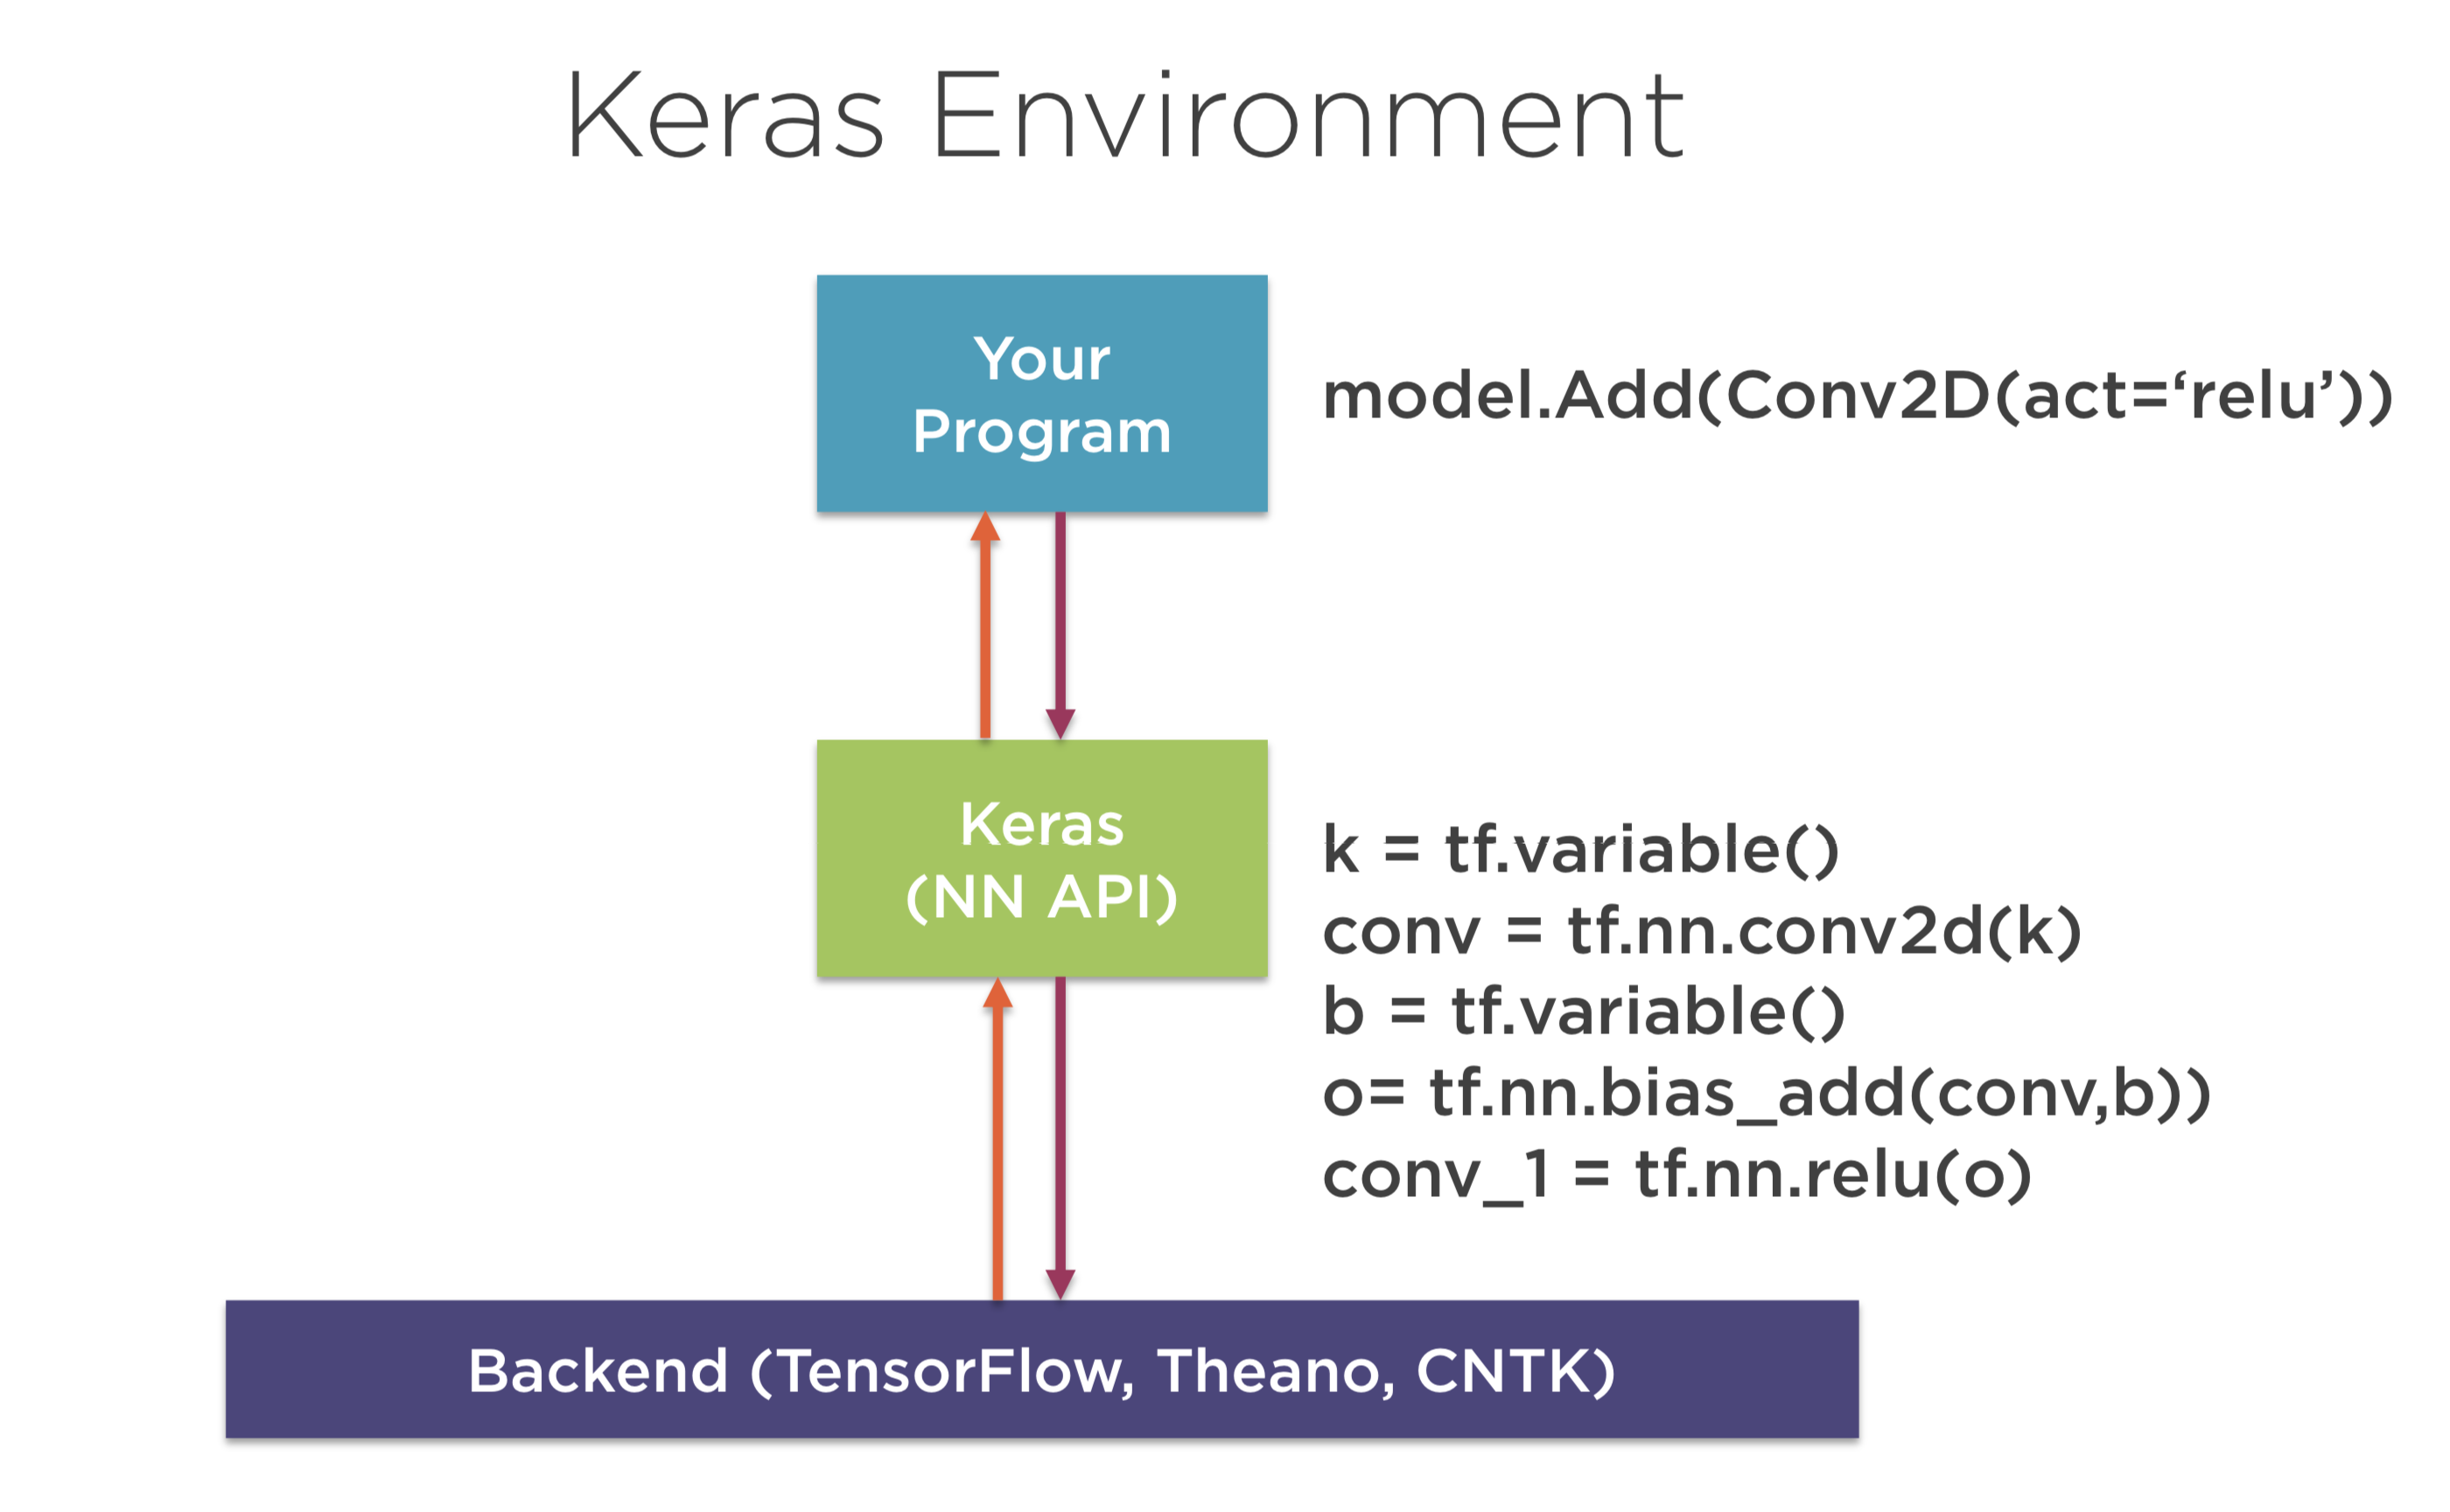 Keras Environment
Your
Program
model.Add(Conv2D(act=‘relu’))
Keras
(NN API)
k = tf.variable()
conv = tf.nn.conv2d(k)
b = tf.variable()
o= tf.nn.bias_add(conv,b))
conv_1 = tf.nn.relu(o)
Backend (TensorFlow, Theano, CNTK)